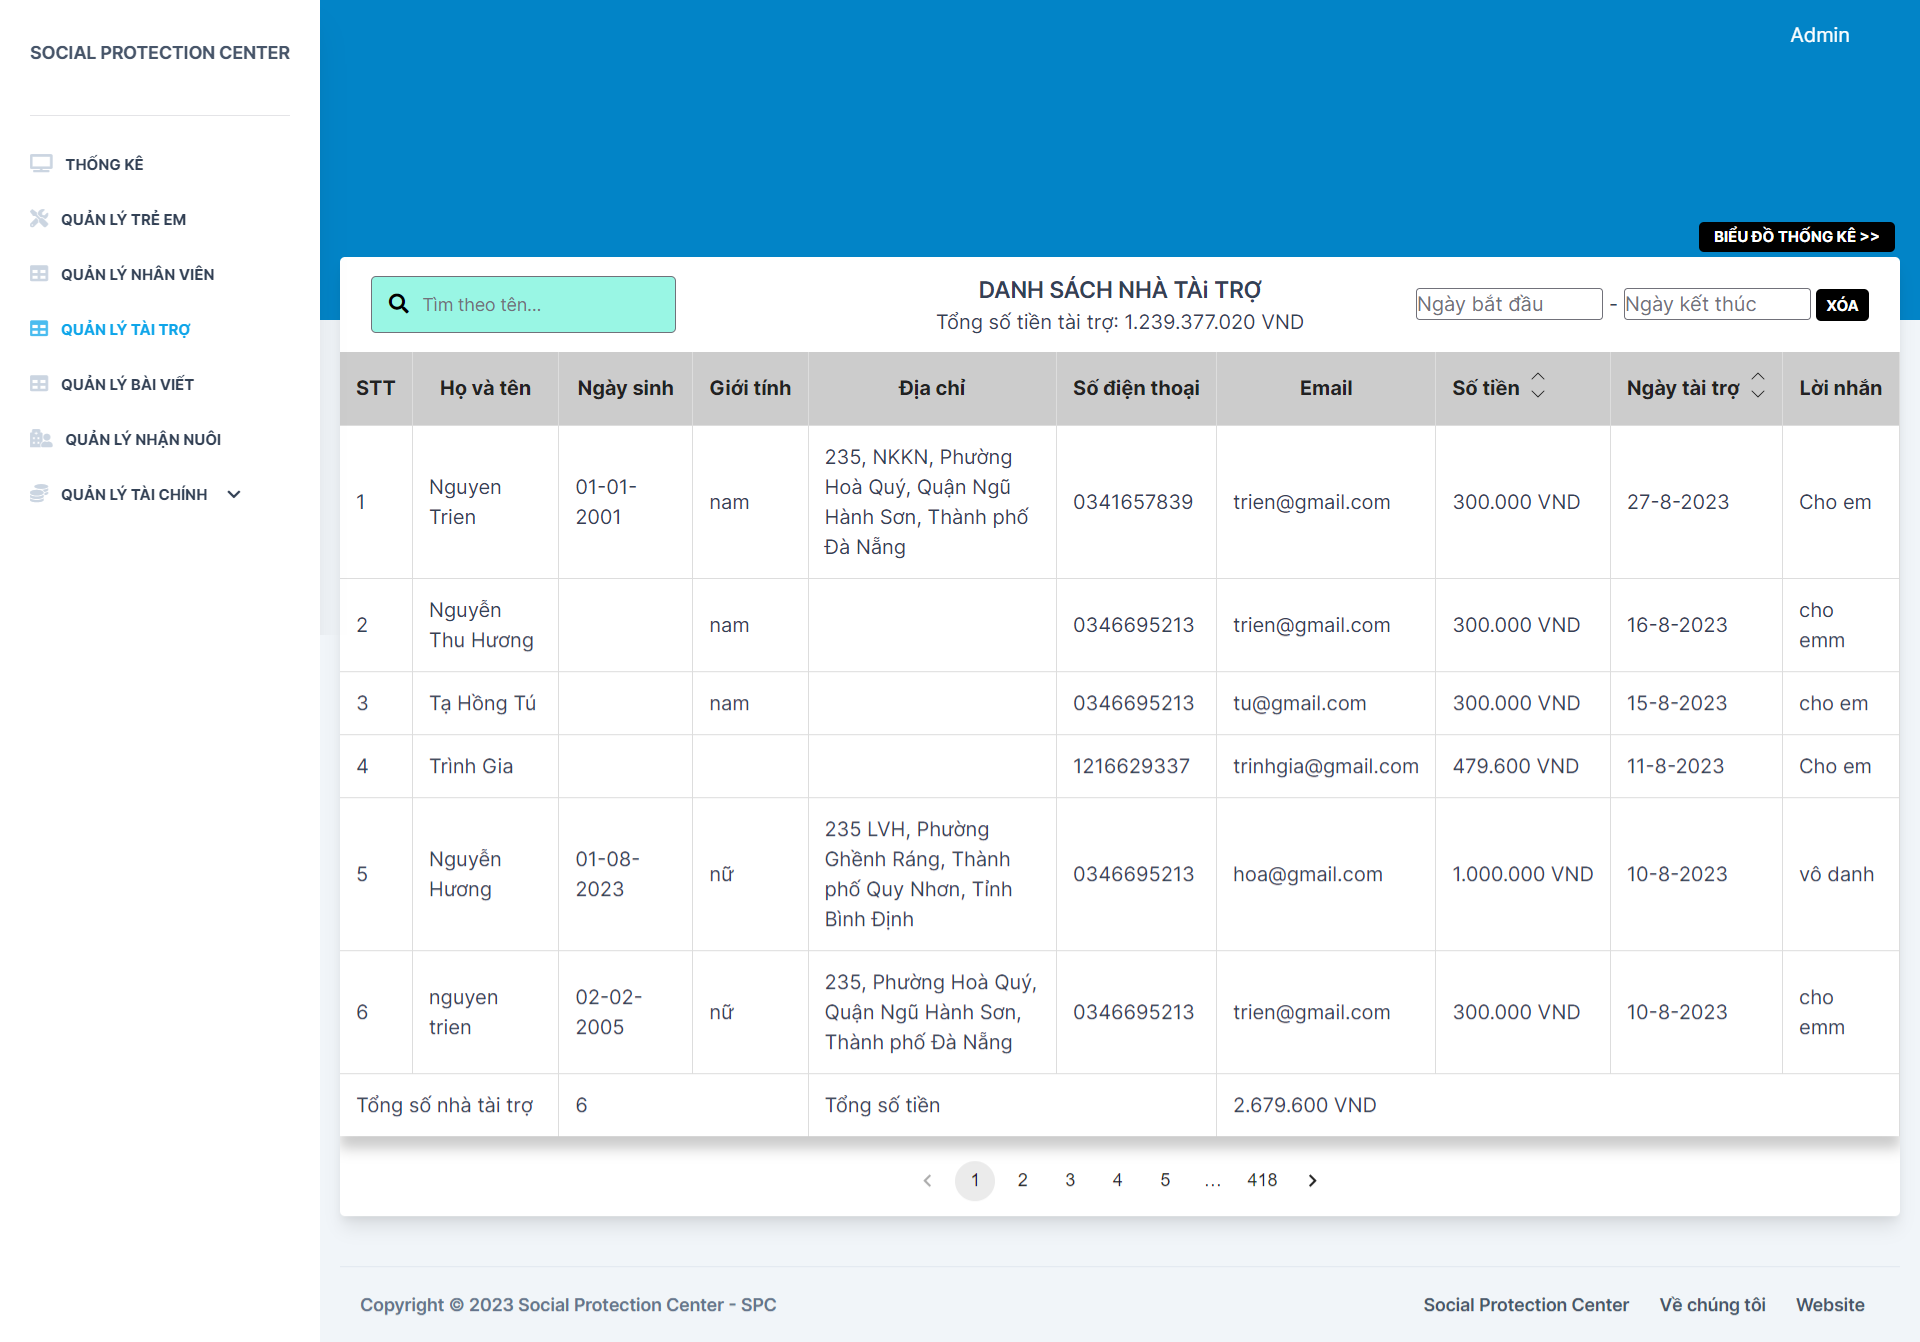 SOCIAL PROTECTION CENTER
THỐNG KÊ
QUẢN LÝ TRẺ EM
QUẢN LÝ NHÂN VIÊN
QUẢN LÝ TÀI TRỢ
QUẢN LÝ BÀI VIẾT
QUẢN LÝ NHẬN NUÔI
QUẢN LÝ TÀI CHÍNH
Admin
BIỂU ĐỒ THỐNG KÊ >>
Tìm theo tên...
DANH SÁCH NHÀ TÀi TRỢ
Tổng số tiền tài trợ: 1.239.377.020 VND
Ngày bắt đầu - Ngày kết thúc XÓA
STT Họ và tên Ngày sinh Giới tính Địa chỉ Số điện thoại Email Số tiền Ngày tài trợ Lời nhắn
1
Nguyen
Trien
01-01-
2001
nam
235, NKKN, Phường
Hoà Quý, Quận Ngũ
Hành Sơn, Thành phố
Đà Nẵng
0341657839
trien@gmail.com
300.000 VND
27-8-2023
Cho em
2
Nguyễn
Thu Hương
nam
0346695213
trien@gmail.com
300.000 VND
16-8-2023
cho
emm
3
Tạ Hồng Tú
nam
0346695213
tu@gmail.com
300.000 VND
15-8-2023
cho em
4
Trình Gia
1216629337
trinhgia@gmail.com
479.600 VND
11-8-2023
Cho em
5
Nguyễn
Hương
01-08-
2023
nữ
235 LVH, Phường
Ghềnh Ráng, Thành
phố Quy Nhơn, Tỉnh
Bình Định
0346695213
hoa@gmail.com
1.000.000 VND
10-8-2023
vô danh
6
nguyen
trien
02-02-
2005
nữ
235, Phường Hoà Quý,
Quận Ngũ Hành Sơn,
Thành phố Đà Nẵng
0346695213
trien@gmail.com
300.000 VND
10-8-2023
cho
emm
Tổng số nhà tài trợ 6 Tổng số tiền 2.679.600 VND
1 2 3 4 5 ... 418
Copyright © 2023 Social Protection Center - SPC
Social Protection Center Về chúng tôi Website